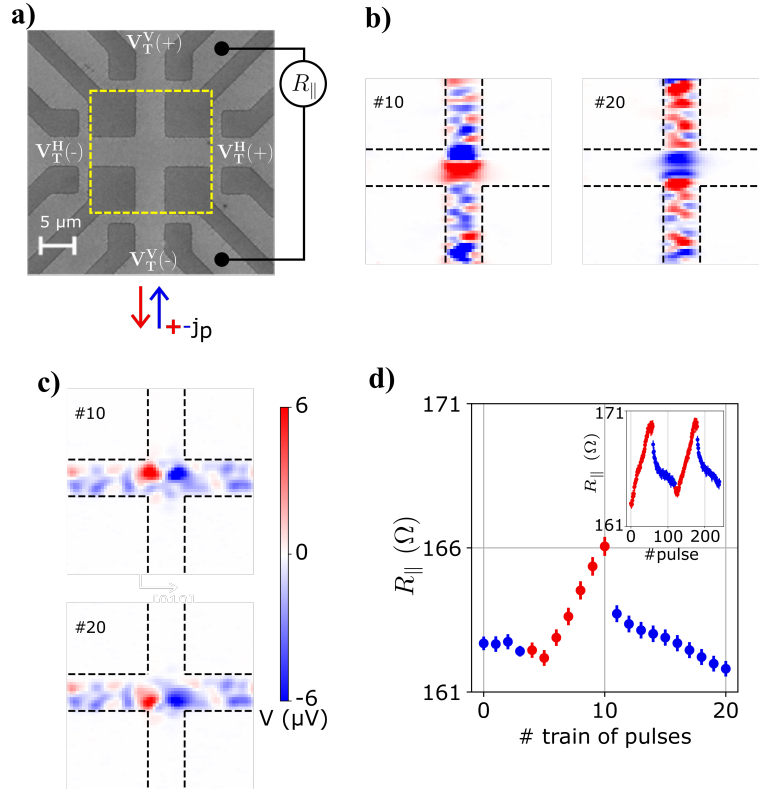 a)
V_T^V(+)
R_∥
V_T^H(-)
V_T^H(+)
5 µm
V_T^V(-)
+-j_p
b)
#10
#20
c)
#10
#20
6
0
-6
V (µV)
d)
171
166
161
R_∥ (Ω)
0
10
20
# train of pulses
171
161
R_∥ (Ω)
0
100
200
#pulse